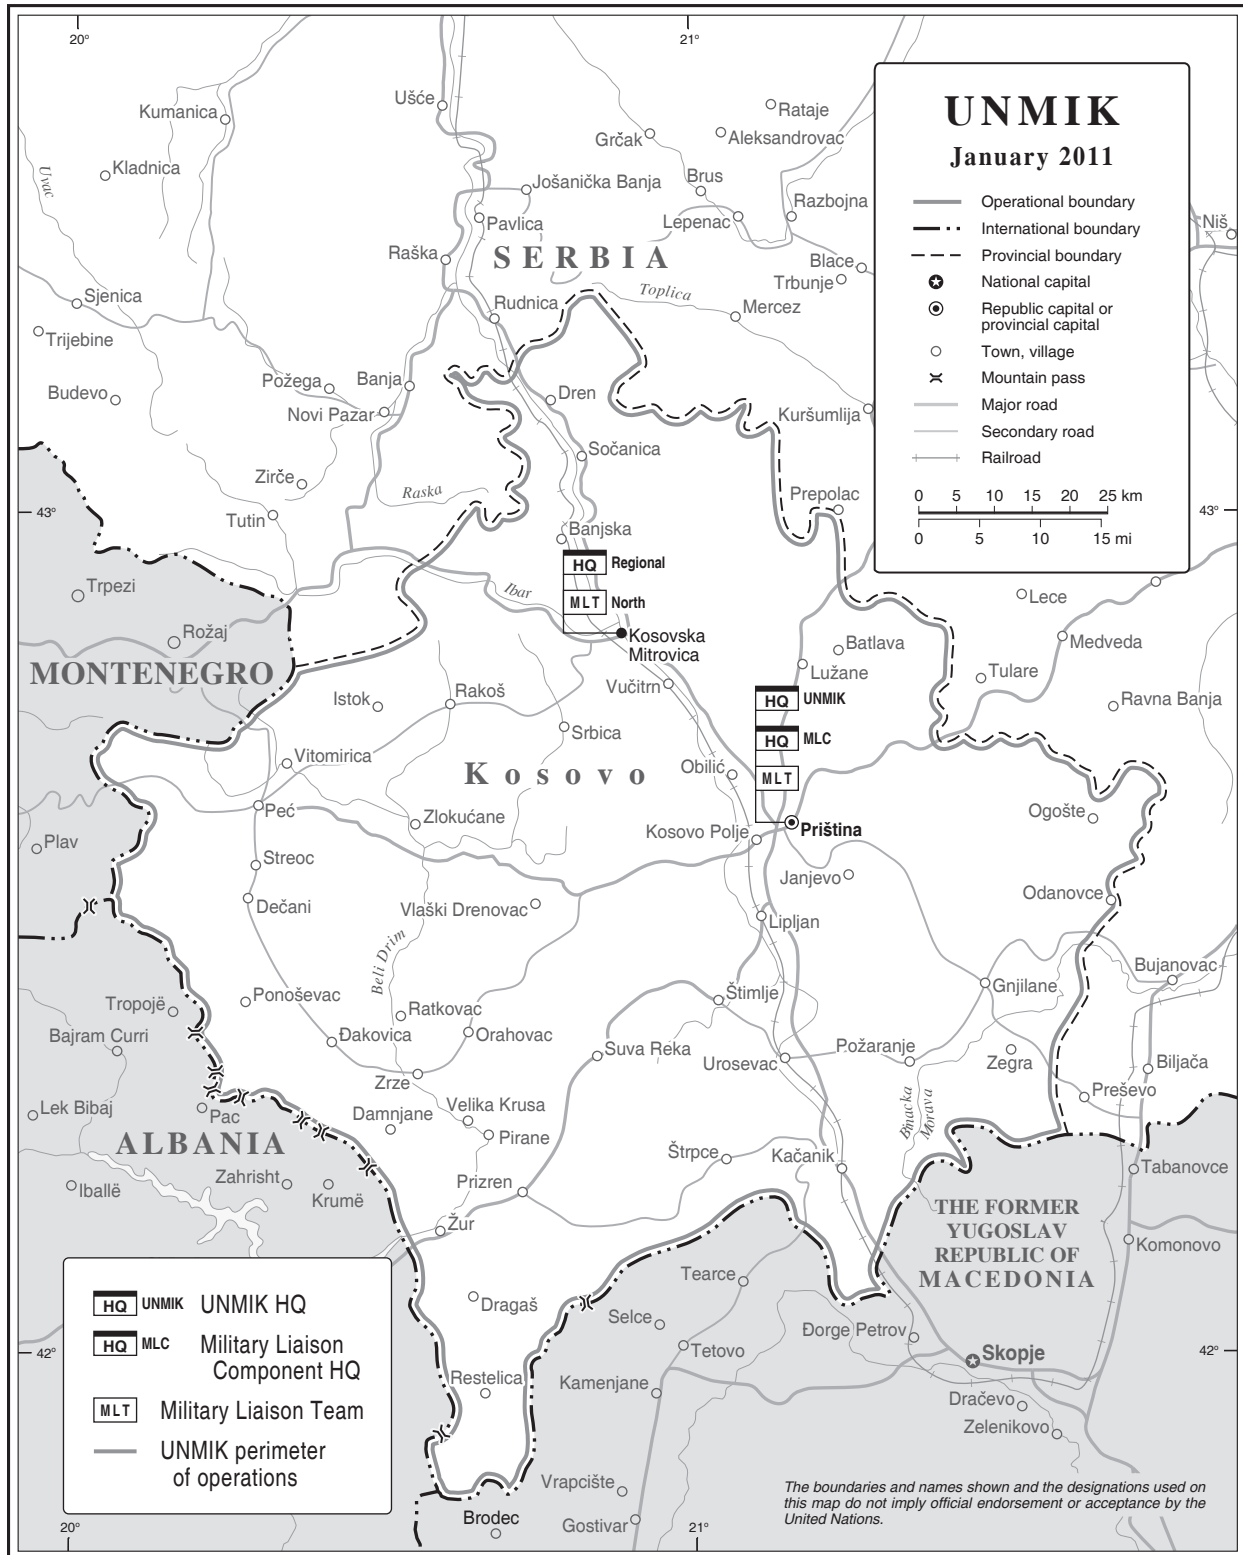 20°
21°
UNMIK
January 2011
Operational boundary
International boundary
Provincial boundary
National capital
Republic capital or
provincial capital
Town, village
Mountain pass
Major road
Secondary road
Railroad
0 5 10 15 20 25 km
0 5 10 15 mi
Ušće
Kumanica
Rataje
Grčak
Aleksandrovac
Kladnica
Uvac
Jošanička Banja
Brus
Razbojna
Pavlica
Lepenac
Niš
Raška
SERBIA
Blace
Trbunje
Sjenica
Toplica
Rudnica
Mercez
Trijebine
Požega
Banja
Budevo
Dren
Novi Pazar
Kuršumlija
Sočanica
Zirče
Raska
Prepolac
43°
43°
Tutin
Banjska
HQ Regional
Trpezi
Ibar
MLT North
Lece
Rožaj
Kosovska
Mitrovica
Batlava
Medveda
MONTENEGRO
Lužane
Tulare
Vučitrn
Istok
Rakoš
HQ UNMIK
Ravna Banja
Srbica
HQ MLC
Vitomirica
Kosovo
Obilić
MLT
Peć
Zlokućane
Ogošte
Kosovo Polje
Priština
Plav
Streoc
Janjevo
Dečani
Vlaški Drenovac
Odanovce
Lipljan
Beli Drim
Bujanovac
Ponoševac
Štimlje
Gnjilane
Tropojë
Ratkovac
Bajram Curri
Đakovica
Orahovac
Suva Reka
Urosevac
Požaranje
Zegra
Biljača
Zrze
Preševo
Lek Bibaj
Pac
Damnjane
Velika Krusa
Binacka
Morava
ALBANIA
Pirane
Štrpce
Kačanik
Tabanovce
Iballë
Zahrisht
Krumë
Prizren
THE FORMER
YUGOSLAV
REPUBLIC OF
MACEDONIA
Žur
Komonovo
Tearce
HQ UNMIK UNMIK HQ
Dragaš
Selce
Đorge Petrov
HQ MLC Military Liaison
Component HQ
42°
Tetovo
Skopje
42°
Restelica
Kamenjane
MLT Military Liaison Team
Dračevo
Zelenikovo
UNMIK perimeter
of operations
Vrapcište
The boundaries and names shown and the designations used on
this map do not imply official endorsement or acceptance by the
United Nations.
Brodec
Gostivar
20°
21°